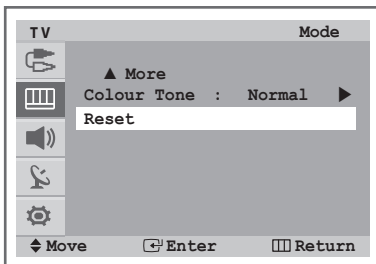 TV Mode
▲ More
Colour Tone : Normal ▶
Reset
Move Enter Return